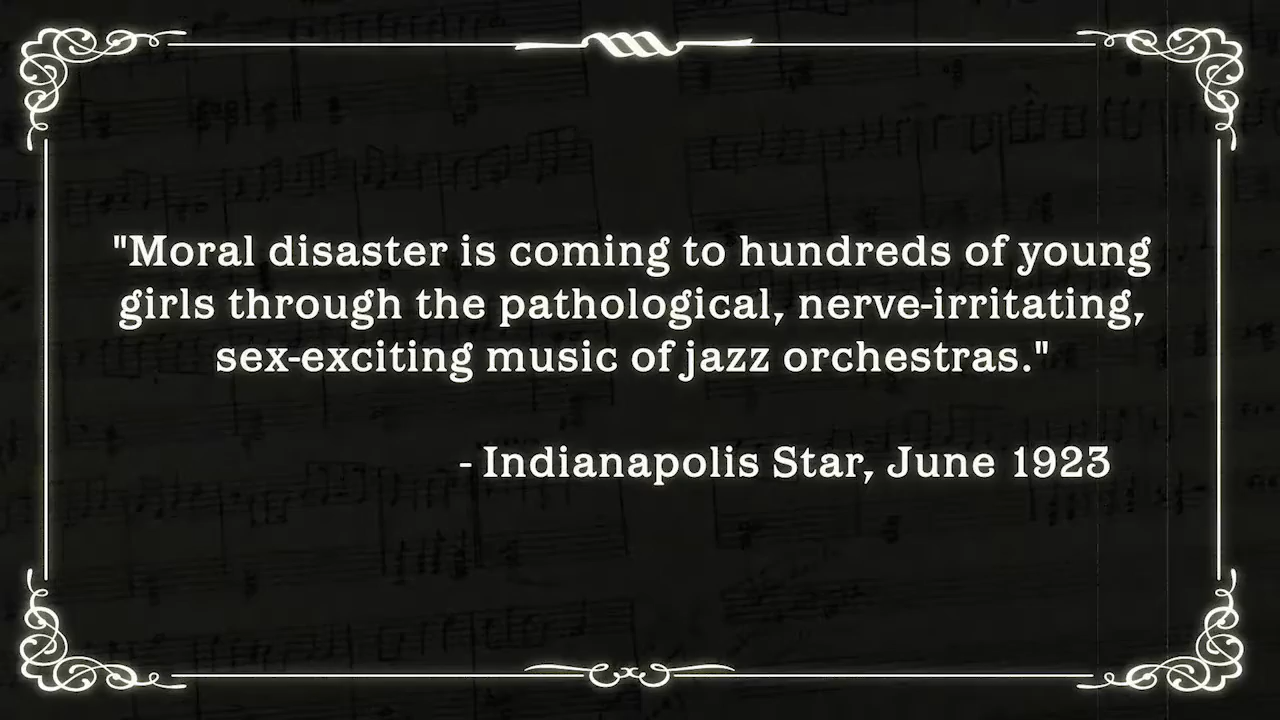 "Moral disaster is coming to hundreds of young
girls through the pathological, nerve-irritating,
sex-exciting music of jazz orchestras."
- Indianapolis Star, June 1923